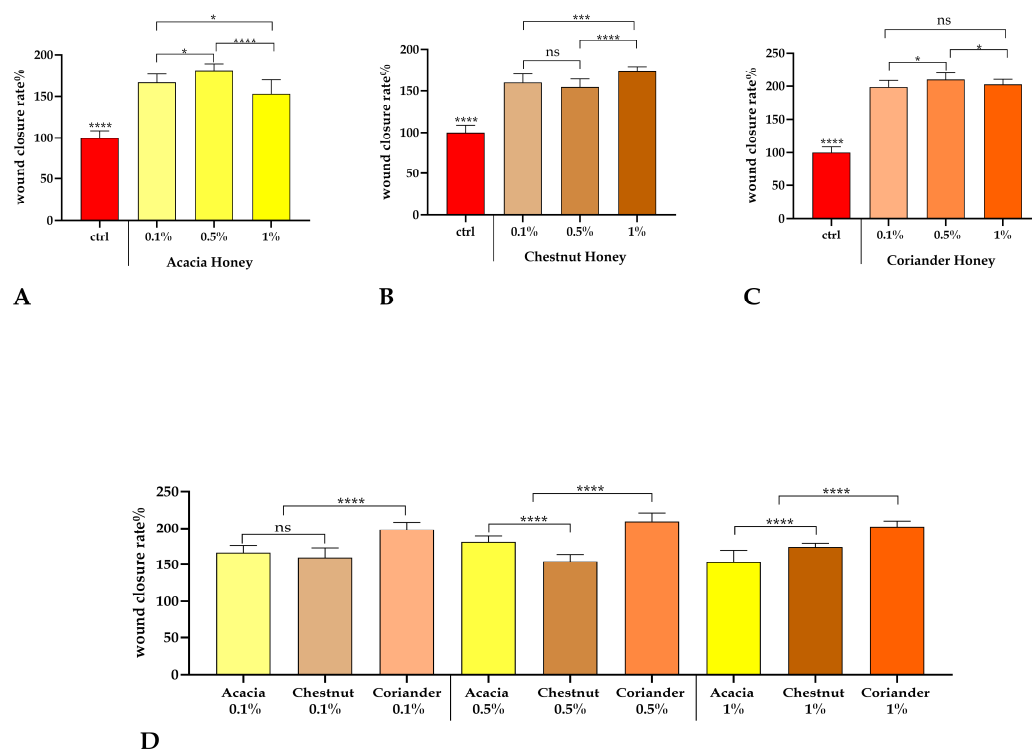 *
* ****
200
150
100
50
0
wound closure rate%
****
ctrl 0.1% 0.5% 1%
Acacia Honey
A
***
ns ****
200
150
100
50
0
wound closure rate%
****
ctrl 0.1% 0.5% 1%
Chestnut Honey
B
ns
* *
250
200
150
100
50
0
wound closure rate%
****
ctrl 0.1% 0.5% 1%
Coriander Honey
C
250
200
150
100
50
0
wound closure rate%
**** **** ****
ns **** ****
Acacia Chestnut Coriander Acacia Chestnut Coriander Acacia Chestnut Coriander
0.1% 0.1% 0.1% 0.5% 0.5% 0.5% 1% 1% 1%
D